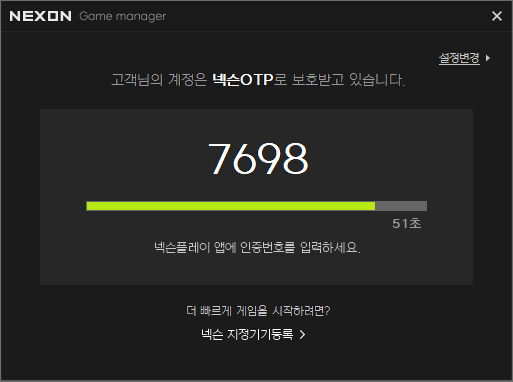 NEXON Game manager
설정변경
고객님의 계정은 넥슨OTP로 보호받고 있습니다.
7698
51초
넥슨플레이 앱에 인증번호를 입력하세요.
더 빠르게 게임을 시작하려면?
넥슨 지정기기등록 >